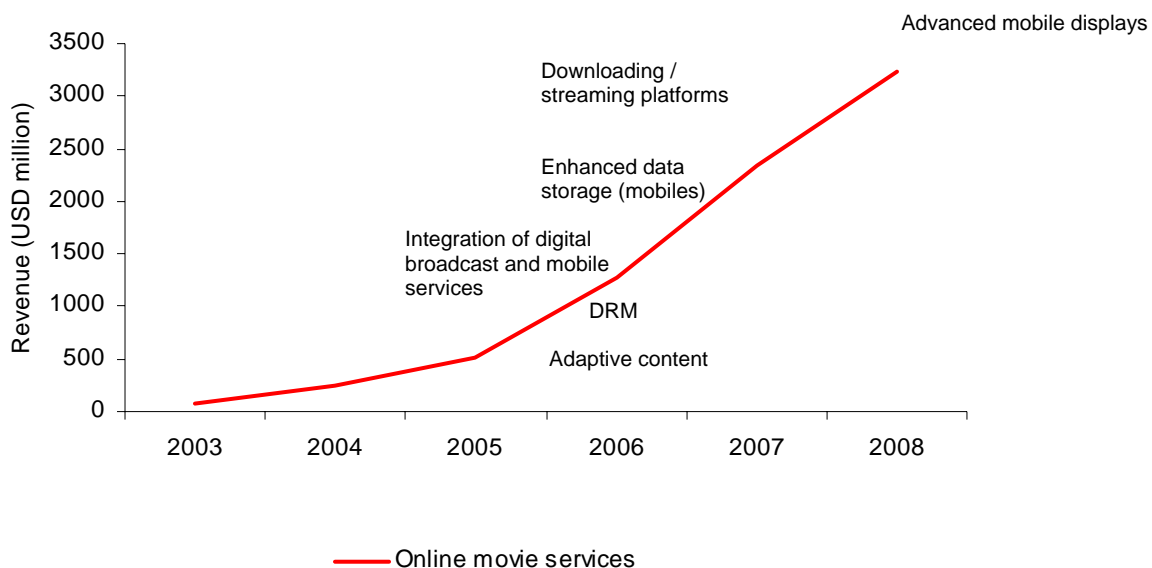 Advanced mobile displays
Revenue (USD million)
3500
3000
2500
2000
1500
1000
500
0
Downloading /
streaming platforms
Enhanced data
storage (mobiles)
Integration of digital
broadcast and mobile
services
DRM
Adaptive content
2003 2004 2005 2006 2007 2008
Online movie services